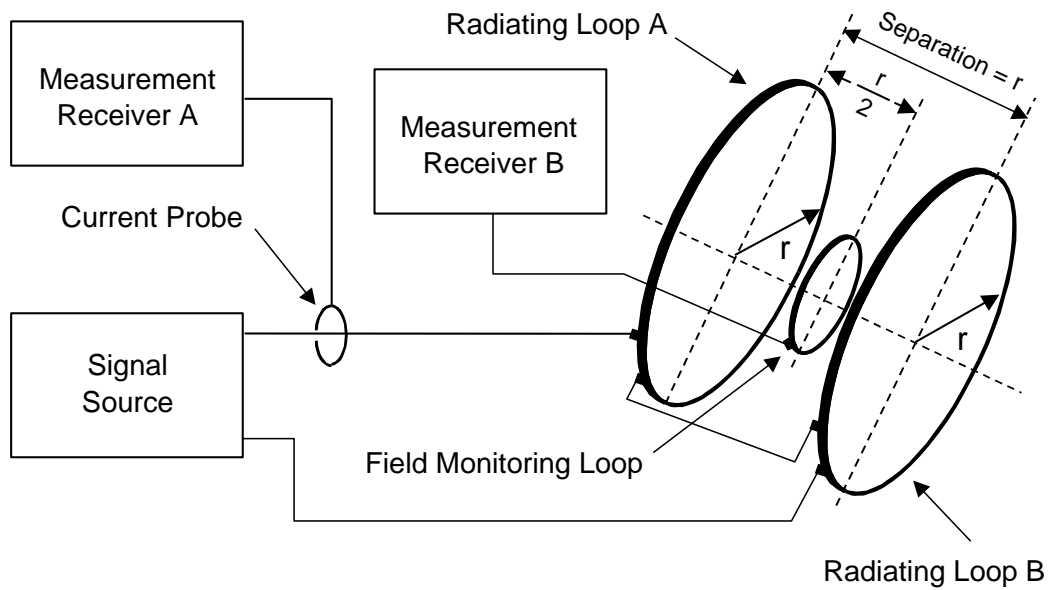 Radiating Loop A
Separation = r
Measurement
Receiver A
r
2
Measurement
Receiver B
Current Probe
r
r
Signal
Source
Field Monitoring Loop
Radiating Loop B